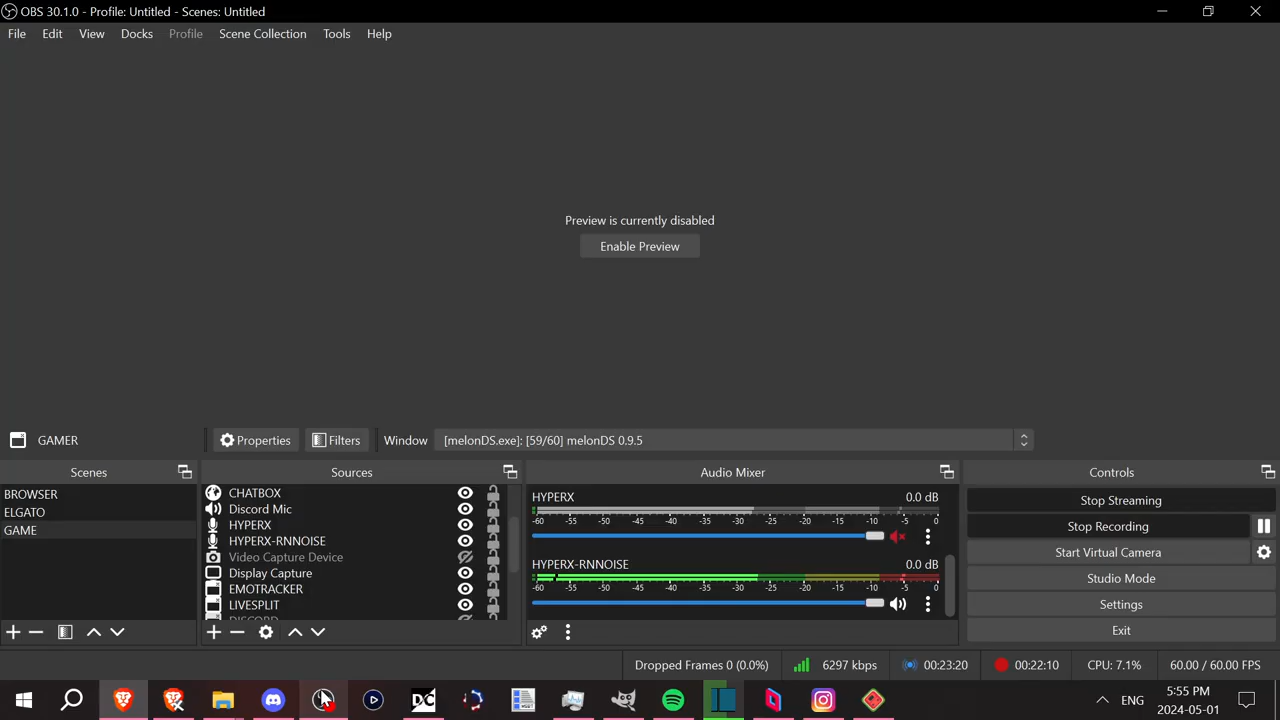 OBS 30.1.0 - Profile: Untitled - Scenes: Untitled
File Edit View Docks Profile Scene Collection Tools Help
Preview is currently disabled
Enable Preview
GAMER Properties Filters Window [melonDS.exe]: [59/60] melonDS 0.9.5
Scenes
BROWSER
ELGATO
GAME
Sources
CHATBOX
Discord Mic
HYPERX
HYPERX-RNNOISE
Video Capture Device
Display Capture
EMOTRACKER
LIVESPLIT
DISCORD
Audio Mixer
HYPERX 0.0 dB
-60 -55 -50 -45 -40 -35 -30 -25 -20 -15 -10 -5 0
HYPERX-RNNOISE 0.0 dB
-60 -55 -50 -45 -40 -35 -30 -25 -20 -15 -10 -5 0
Controls
Stop Streaming
Stop Recording
Start Virtual Camera
Studio Mode
Settings
Exit
Dropped Frames 0 (0.0%) 6297 kbps 00:23:20 00:22:10 CPU: 7.1% 60.00 / 60.00 FPS
DC
ENG
5:55 PM
2024-05-01